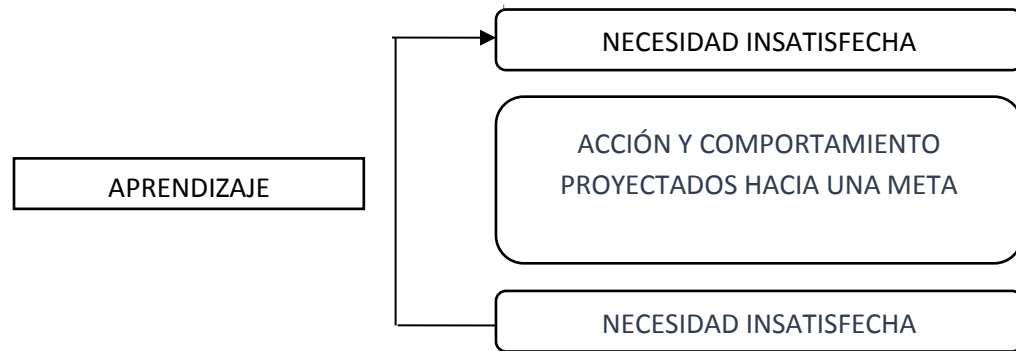 NECESIDAD INSATISFECHA
ACCIÓN Y COMPORTAMIENTO
PROYECTADOS HACIA UNA META
APRENDIZAJE
NECESIDAD INSATISFECHA